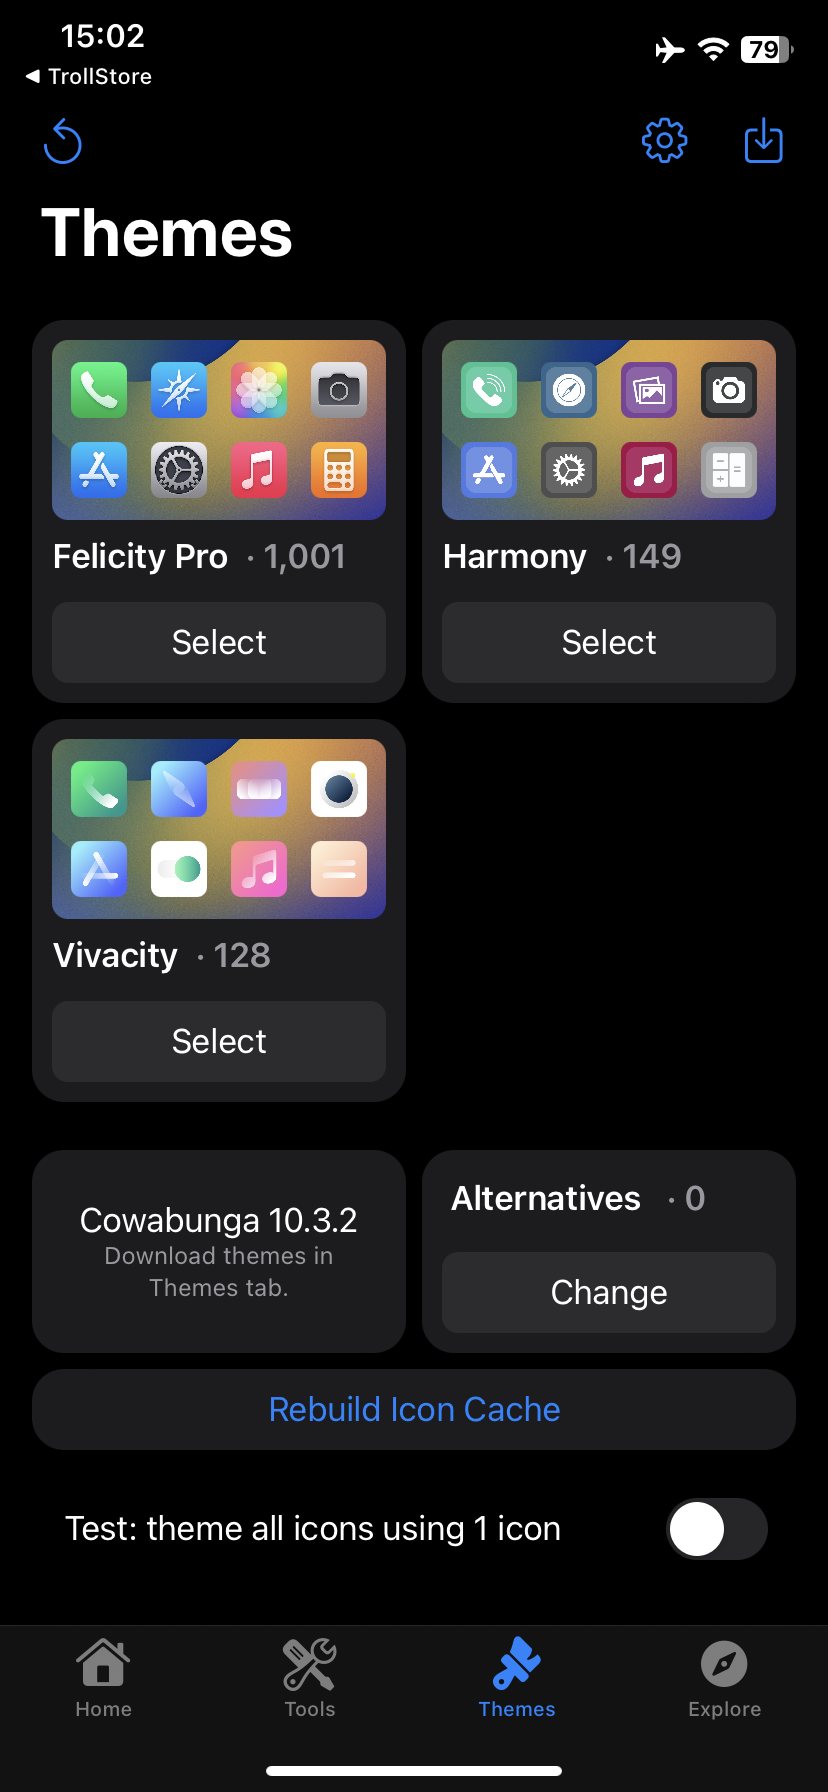 15:02
79
◀ TrollStore
Themes
Felicity Pro · 1,001
Harmony · 149
Select
Select
Vivacity · 128
Select
Cowabunga 10.3.2
Download themes in
Themes tab.
Alternatives · 0
Change
Rebuild Icon Cache
Test: theme all icons using 1 icon
Home
Tools
Themes
Explore